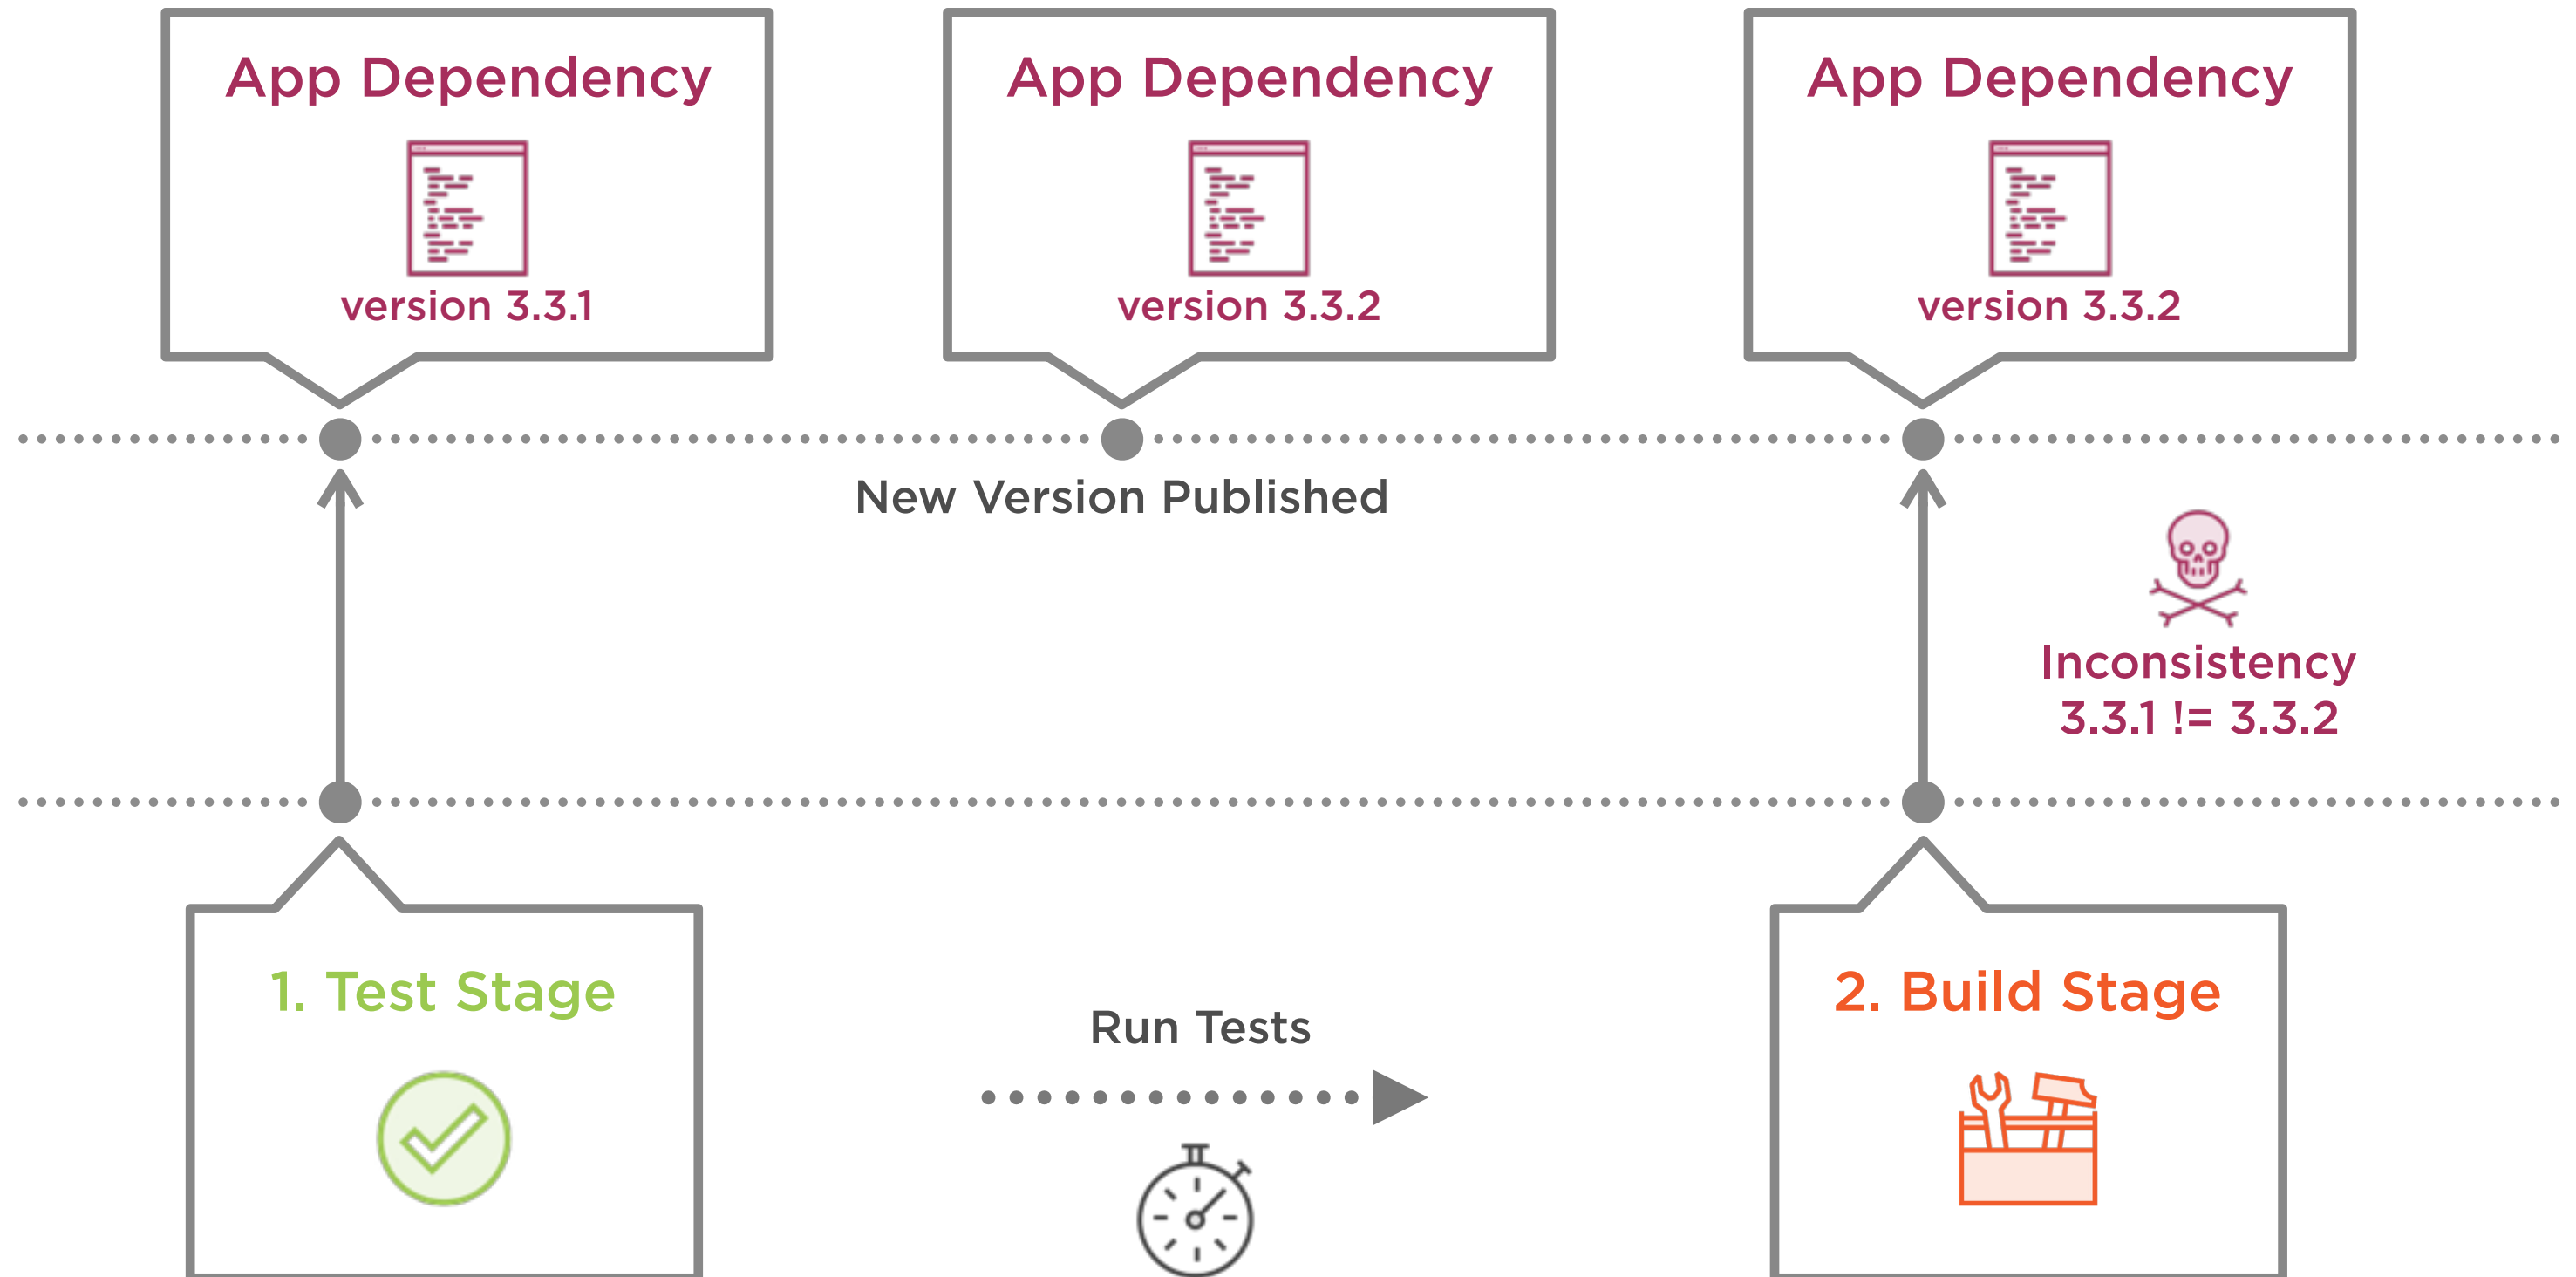 App Dependency
version 3.3.1
App Dependency
version 3.3.2
App Dependency
version 3.3.2
New Version Published
Inconsistency
3.3.1 != 3.3.2
1. Test Stage
Run Tests
2. Build Stage